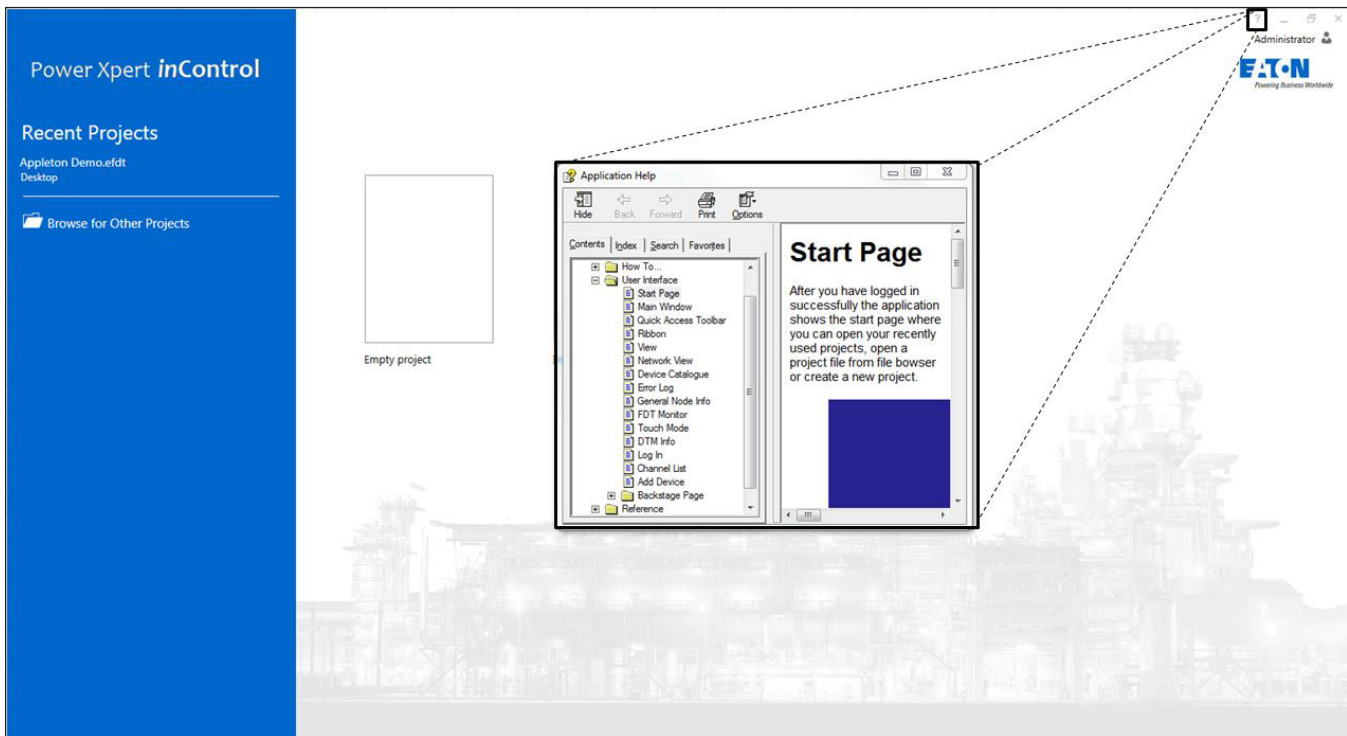 ?
Administrator
Power Xpert inControl
EATON
Powering Business Worldwide
Recent Projects
Appleton Demo.efdt
Desktop
Browse for Other Projects
Empty project
Application Help
Hide Back Forward Print Options
Contents Index Search Favorites
How To...
User Interface
Start Page
Main Window
Quick Access Toolbar
Ribbon
View
Network View
Device Catalogue
Error Log
General Node Info
FDT Monitor
Touch Mode
DTM Info
Log In
Channel List
Add Device
Backstage Page
Reference
Start Page
After you have logged in
successfully the application
shows the start page where
you can open your recently
used projects, open a
project file from file bowser
or create a new project.